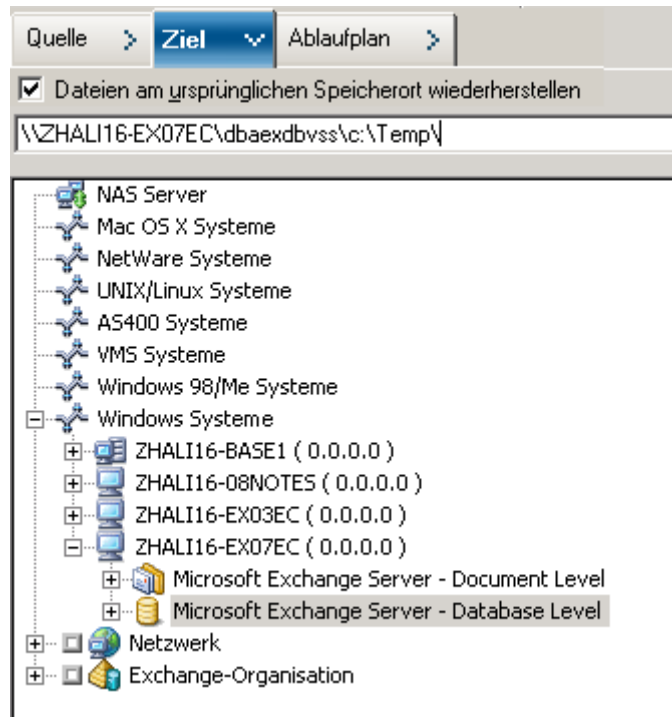 Quelle Ziel Ablaufplan
Dateien am ursprünglichen Speicherort wiederherstellen
\\ZHALI16-EX07EC\dbaexdbvss\c:\Temp\
NAS Server
Mac OS X Systeme
NetWare Systeme
UNIX/Linux Systeme
AS400 Systeme
VMS Systeme
Windows 98/Me Systeme
Windows Systeme
ZHALI16-BASE1 ( 0.0.0.0 )
ZHALI16-08NOTES ( 0.0.0.0 )
ZHALI16-EX03EC ( 0.0.0.0 )
ZHALI16-EX07EC ( 0.0.0.0 )
Microsoft Exchange Server - Document Level
Microsoft Exchange Server - Database Level
Netzwerk
Exchange-Organisation